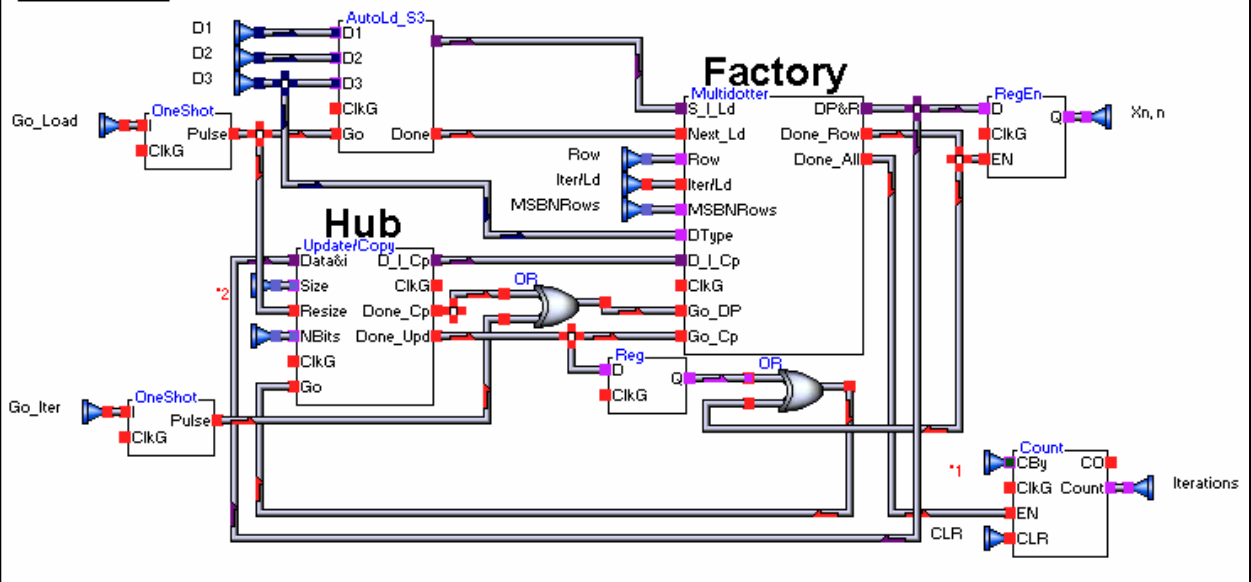 AutoLd_S3
D1 D1
D2 D2
D3 D3
ClkG
Go Done
Go_Load
OneShot
I Pulse
ClkG
Factory
Multidotter
S_I_Ld DP&R
Next_Ld Done_Row
Row Row Done_All
Iter/Ld Iter/Ld
MSBNRows MSBNRows
DType
D_I_Cp
ClkG
Go_DP
Go_Cp
RegEn
D Q
ClkG
EN
Xn, n
Hub
Update/Copy
Data&i D_I_Cp
Size ClkG
Resize Done_Cp
NBits Done_Upd
ClkG
Go
*2
OR
Reg
D Q
ClkG
OR
Go_Iter
OneShot
I Pulse
ClkG
Count
CBy CO
ClkG Count
EN
CLR CLR
*1
Iterations